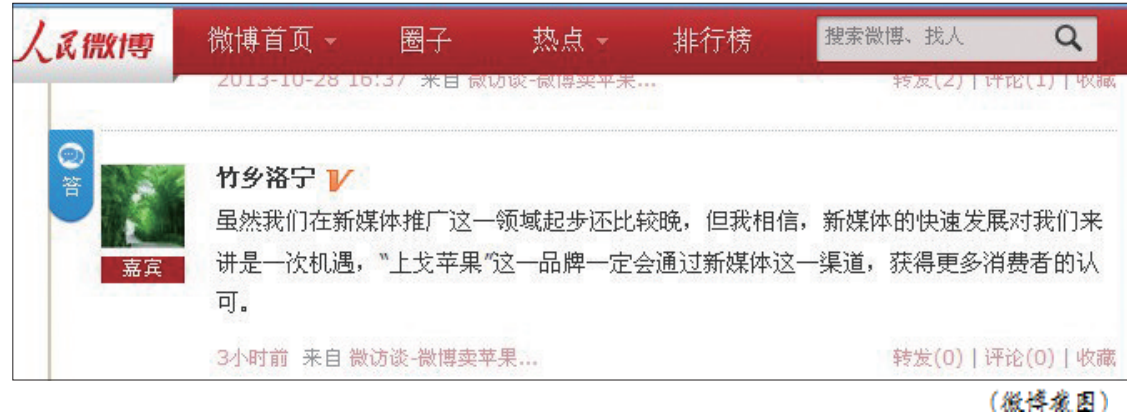 人民微博 微博首页 圈子 热点 排行榜 搜索微博、找人
2013-10-28 16:37 来自 微访谈-微博卖苹果... 转发(2) | 评论(1) | 收藏
答
竹乡洛宁 V
虽然我们在新媒体推广这一领域起步还比较晚，但我相信，新媒体的快速发展对我们来
嘉宾
讲是一次机遇，“上戈苹果”这一品牌一定会通过新媒体这一渠道，获得更多消费者的认
可。
3小时前 来自 微访谈-微博卖苹果... 转发(0) | 评论(0) | 收藏
(微博截图)